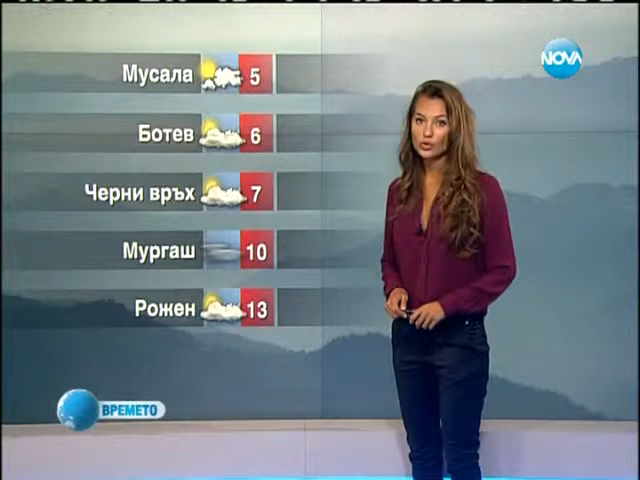 NOVA
Мусала 5
Ботев 6
Черни връх 7
Мургаш 10
Рожен 13
ВРЕМЕТО